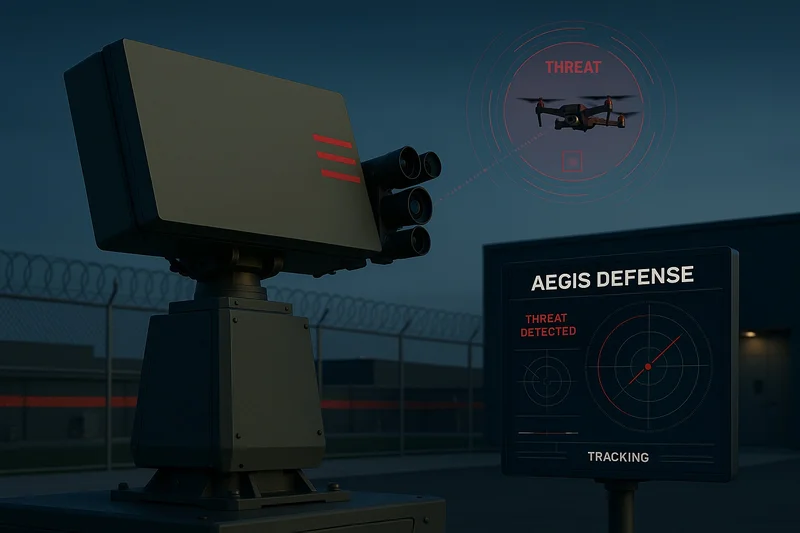 THREAT
AEGIS DEFENSE
THREAT
DETECTED
TRACKING